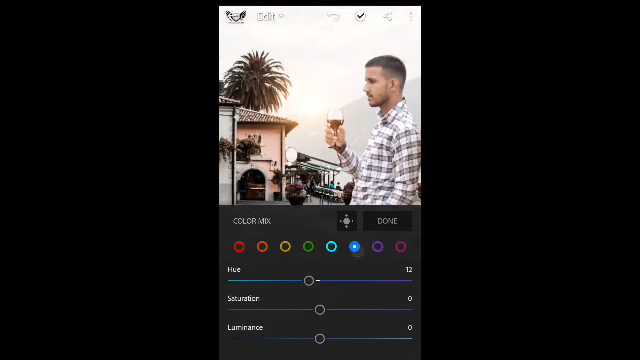 Edit
COLOR MIX
DONE
Hue 12
Saturation 0
Luminance 0